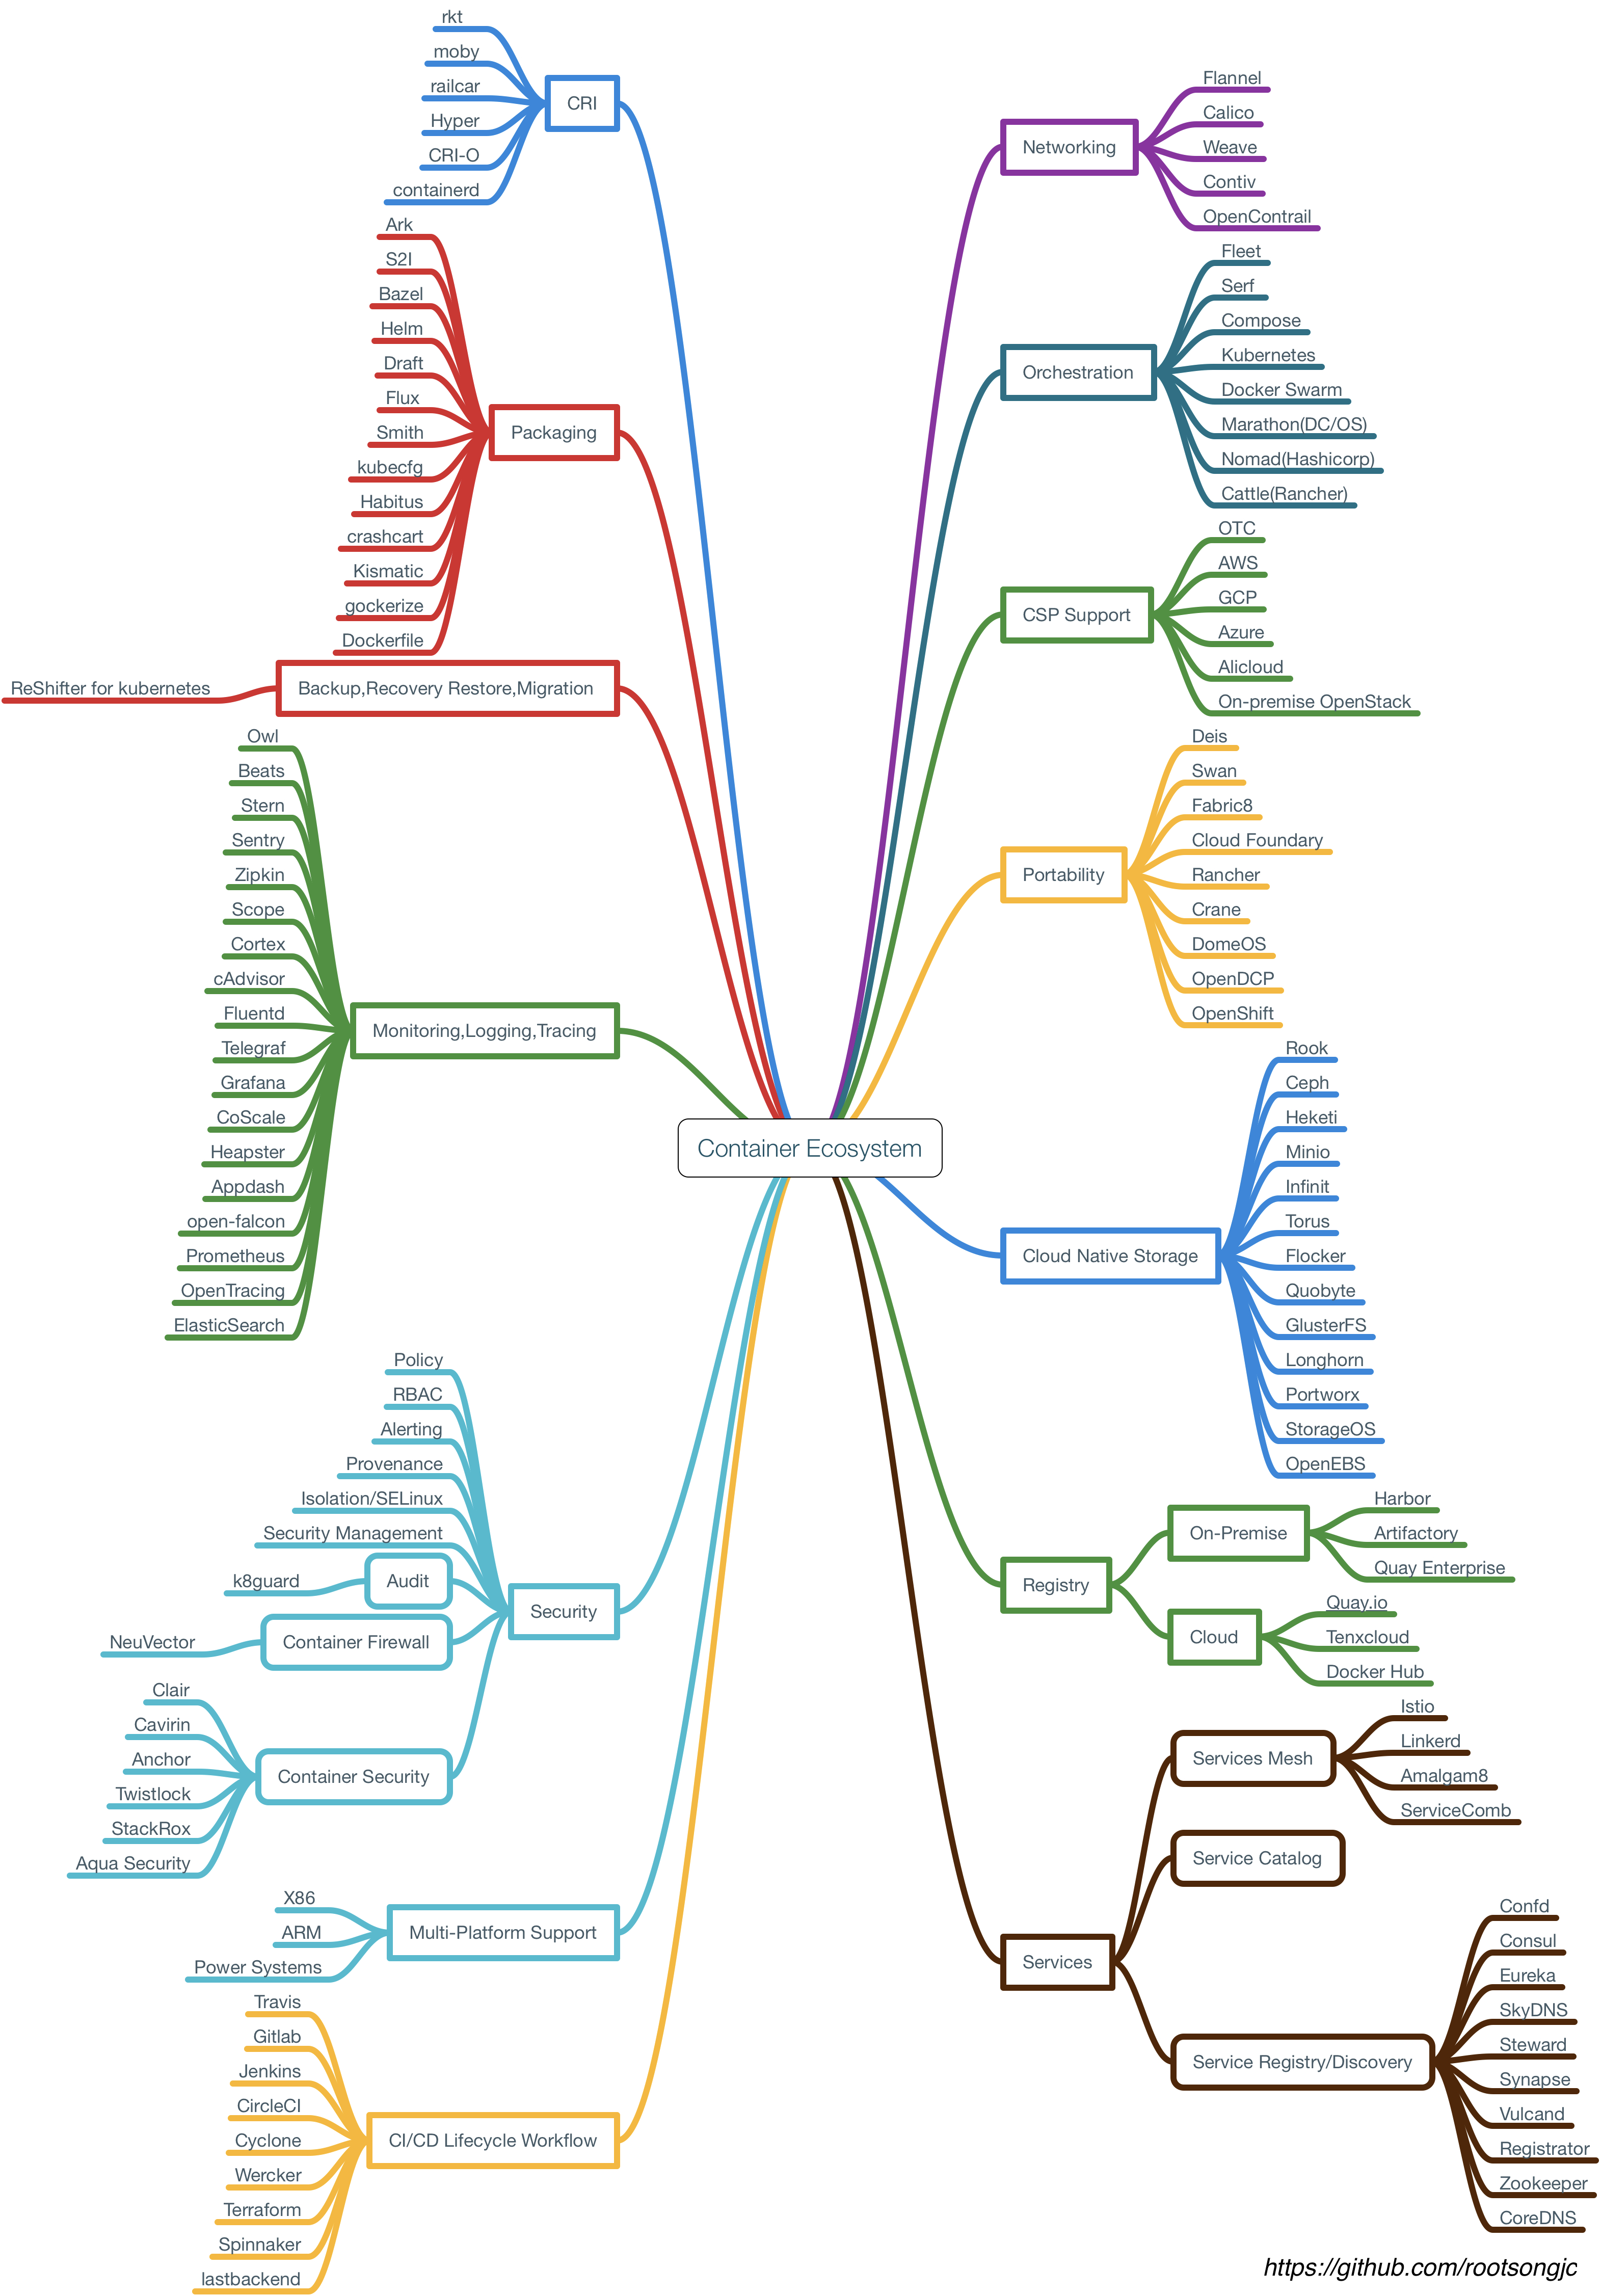 rkt
moby
railcar
Hyper
CRI-O
containerd
CRI
Ark
S2I
Bazel
Helm
Draft
Flux
Smith
kubecfg
Habitus
crashcart
Kismatic
gockerize
Dockerfile
Packaging
ReShifter for kubernetes
Backup,Recovery Restore,Migration
Owl
Beats
Stern
Sentry
Zipkin
Scope
Cortex
cAdvisor
Fluentd
Telegraf
Grafana
CoScale
Heapster
Appdash
open-falcon
Prometheus
OpenTracing
ElasticSearch
Monitoring,Logging,Tracing
Container Ecosystem
Policy
RBAC
Alerting
Provenance
Isolation/SELinux
Security Management
k8guard
Audit
NeuVector
Container Firewall
Clair
Cavirin
Anchor
Twistlock
StackRox
Aqua Security
Container Security
Security
X86
ARM
Power Systems
Multi-Platform Support
Travis
Gitlab
Jenkins
CircleCI
Cyclone
Wercker
Terraform
Spinnaker
lastbackend
CI/CD Lifecycle Workflow
Networking
Flannel
Calico
Weave
Contiv
OpenContrail
Orchestration
Fleet
Serf
Compose
Kubernetes
Docker Swarm
Marathon(DC/OS)
Nomad(Hashicorp)
Cattle(Rancher)
CSP Support
OTC
AWS
GCP
Azure
Alicloud
On-premise OpenStack
Portability
Deis
Swan
Fabric8
Cloud Foundary
Rancher
Crane
DomeOS
OpenDCP
OpenShift
Cloud Native Storage
Rook
Ceph
Heketi
Minio
Infinit
Torus
Flocker
Quobyte
GlusterFS
Longhorn
Portworx
StorageOS
OpenEBS
Registry
On-Premise
Harbor
Artifactory
Quay Enterprise
Cloud
Quay.io
Tenxcloud
Docker Hub
Services
Services Mesh
Istio
Linkerd
Amalgam8
ServiceComb
Service Catalog
Service Registry/Discovery
Confd
Consul
Eureka
SkyDNS
Steward
Synapse
Vulcand
Registrator
Zookeeper
CoreDNS
https://github.com/rootsongjc